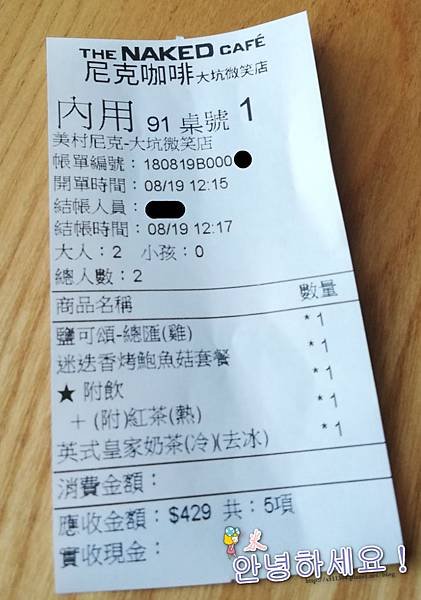 THE NAKED CAFÉ
尼克咖啡大坑微笑店
內用 91 桌號 1
美村尼克-大坑微笑店
帳單編號：180819B000
開單時間：08/19 12:15
結帳人員：
結帳時間：08/19 12:17
大人：2 小孩：0
總人數：2
商品名稱 數量
鹽可頌-總匯(雞) *1
迷迭香烤鮑魚菇套餐 *1
★ 附飲 *1
＋(附)紅茶(熱) *1
英式皇家奶茶(冷)(去冰) *1
消費金額：
應收金額：$429 共：5項
實收現金：
안녕하세요!